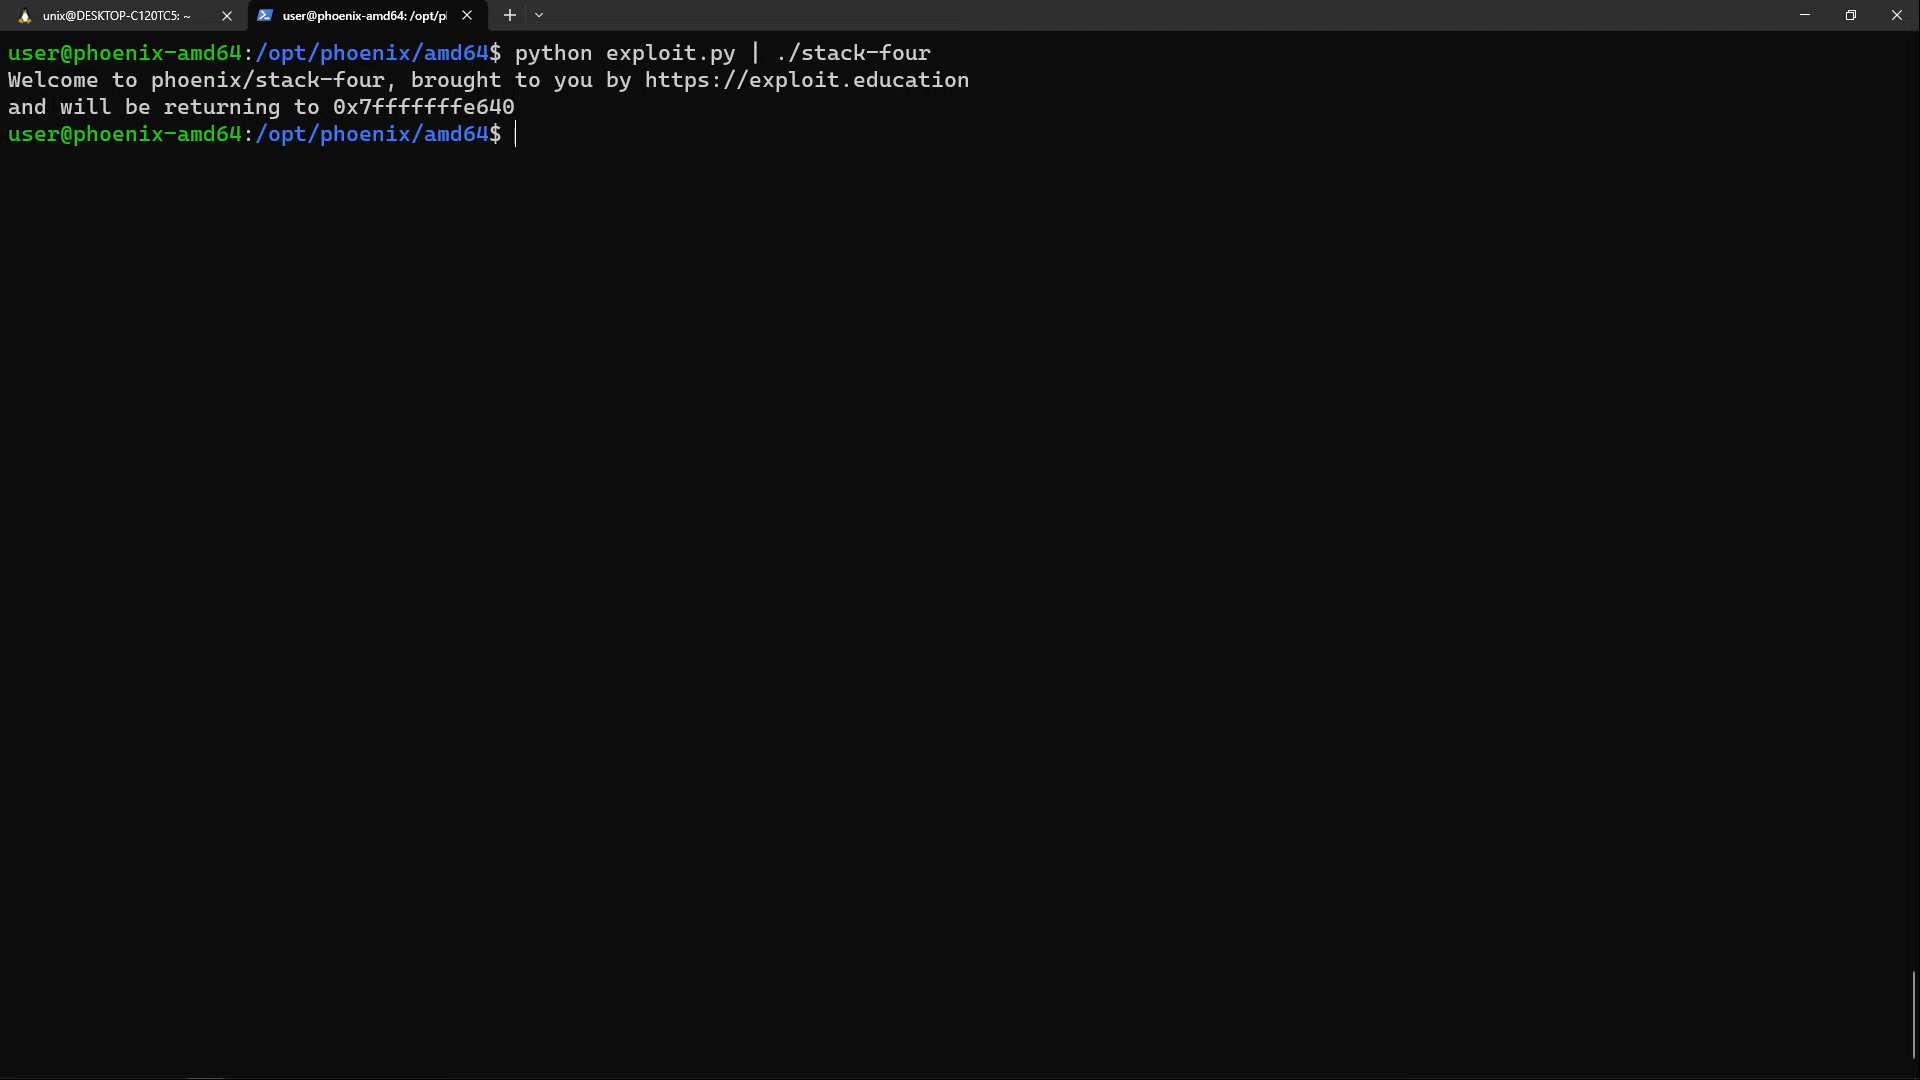 unix@DESKTOP-C120TC5: ~
user@phoenix-amd64: /opt/p
user@phoenix-amd64:/opt/phoenix/amd64$ python exploit.py | ./stack-four
Welcome to phoenix/stack-four, brought to you by https://exploit.education
and will be returning to 0x7fffffffe640
user@phoenix-amd64:/opt/phoenix/amd64$